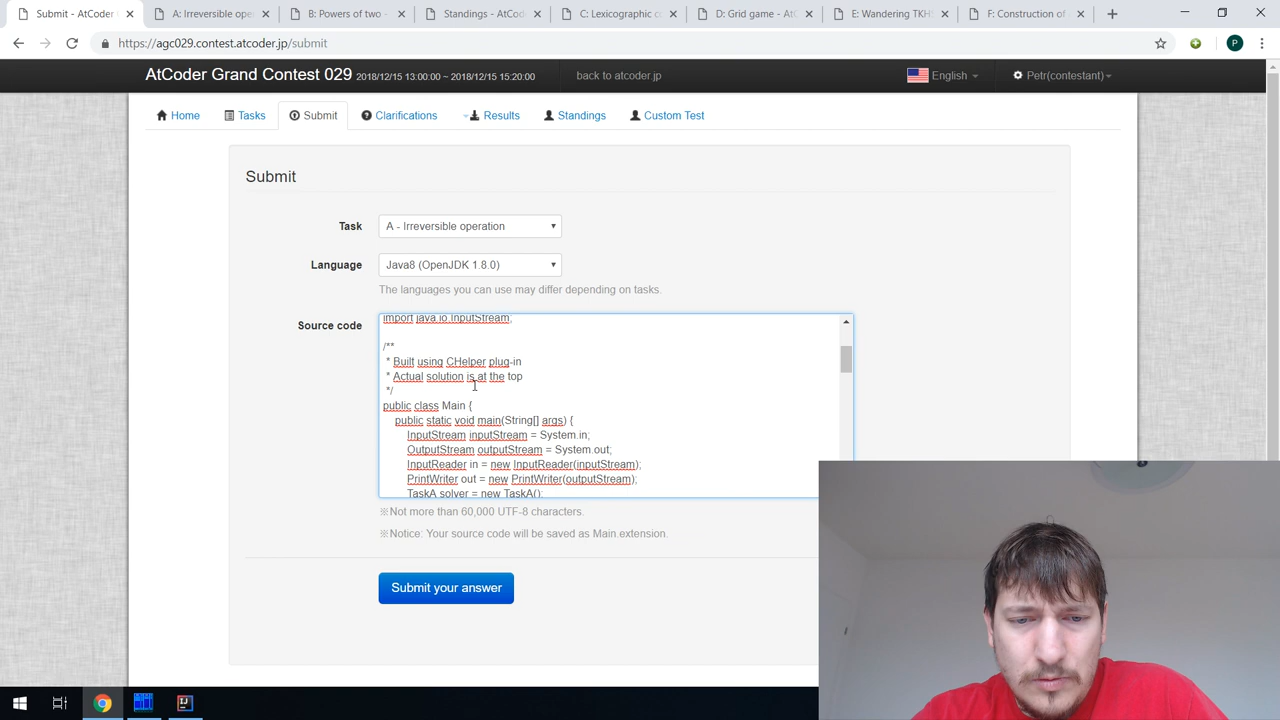 Submit - AtCoder
A: Irreversible ope
B: Powers of two -
Standings - AtCod
C: Lexicographic c
D: Grid game - AtC
E: Wandering TKHS
F: Construction of
https://agc029.contest.atcoder.jp/submit
P
AtCoder Grand Contest 029 2018/12/15 13:00:00 ~ 2018/12/15 15:20:00 back to atcoder.jp English Petr(contestant)
Home Tasks Submit Clarifications Results Standings Custom Test
Submit
Task A - Irreversible operation
Language Java8 (OpenJDK 1.8.0)
The languages you can use may differ depending on tasks.
Source code
import java.io.InputStream;
/**
* Built using CHelper plug-in
* Actual solution is at the top
*/
public class Main {
public static void main(String[] args) {
InputStream inputStream = System.in;
OutputStream outputStream = System.out;
InputReader in = new InputReader(inputStream);
PrintWriter out = new PrintWriter(outputStream);
TaskA solver = new TaskA();
※Not more than 60,000 UTF-8 characters.
※Notice: Your source code will be saved as Main.extension.
Submit your answer